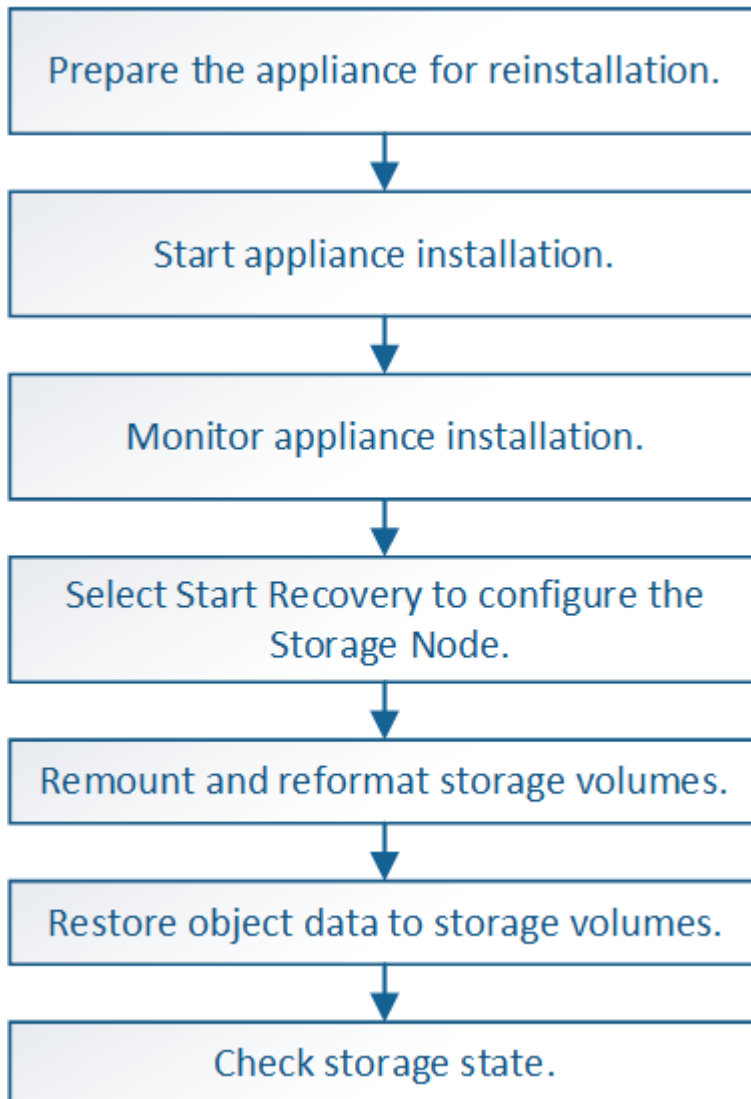 Prepare the appliance for reinstallation.
Start appliance installation.
Monitor appliance installation.
Select Start Recovery to configure the
Storage Node.
Remount and reformat storage volumes.
Restore object data to storage volumes.
Check storage state.